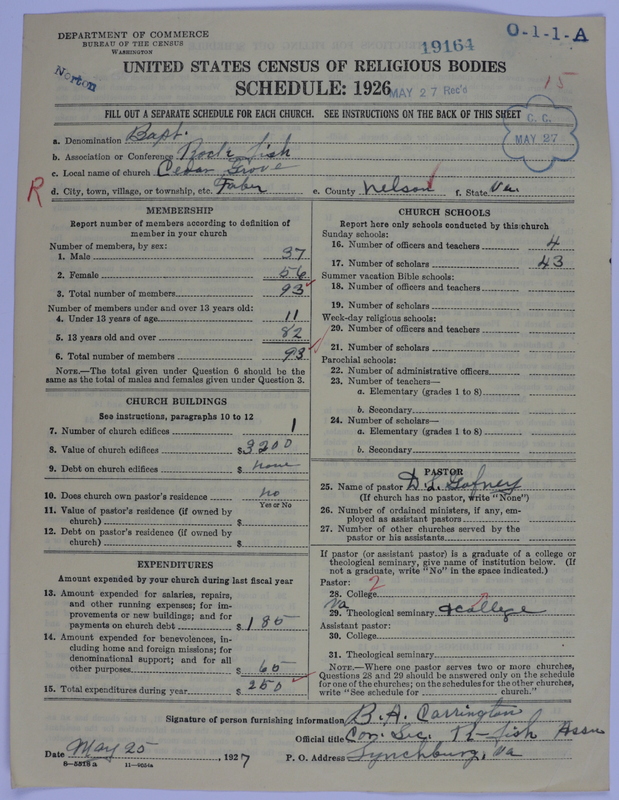 DEPARTMENT OF COMMERCE
BUREAU OF THE CENSUS
WASHINGTON
19164
O-1-1-A
Norton
UNITED STATES CENSUS OF RELIGIOUS BODIES
SCHEDULE: 1926
MAY 27 Rec'd
15
FILL OUT A SEPARATE SCHEDULE FOR EACH CHURCH. SEE INSTRUCTIONS ON THE BACK OF THIS SHEET
C. C.
MAY 27
a. Denomination Bapt.
b. Association or Conference Rock fish
c. Local name of church Cedar Grove
R
d. City, town, village, or township, etc. Faber e. County Nelson f. State Va.
MEMBERSHIP
Report number of members according to definition of
member in your church
Number of members, by sex:
1. Male 37
2. Female 56
3. Total number of members 93
Number of members under and over 13 years old:
4. Under 13 years of age 11
5. 13 years old and over 82
6. Total number of members 93
NOTE.—The total given under Question 6 should be the
same as the total of males and females given under Question 3.
CHURCH BUILDINGS
See instructions, paragraphs 10 to 12
7. Number of church edifices 1
8. Value of church edifices $3200
9. Debt on church edifices $ none
10. Does church own pastor's residence no
Yes or No
11. Value of pastor's residence (if owned by
church) $
12. Debt on pastor's residence (if owned by
church) $
EXPENDITURES
Amount expended by your church during last fiscal year
13. Amount expended for salaries, repairs,
and other running expenses; for im-
provements or new buildings; and for
payments on church debt $ 185
14. Amount expended for benevolences, in-
cluding home and foreign missions; for
denominational support; and for all
other purposes $ 65
15. Total expenditures during year $ 250
CHURCH SCHOOLS
Report here only schools conducted by this church
Sunday schools:
16. Number of officers and teachers 4
17. Number of scholars 43
Summer vacation Bible schools:
18. Number of officers and teachers
19. Number of scholars
Week-day religious schools:
20. Number of officers and teachers
21. Number of scholars
Parochial schools:
22. Number of administrative officers
23. Number of teachers—
a. Elementary (grades 1 to 8)
b. Secondary
24. Number of scholars—
a. Elementary (grades 1 to 8)
b. Secondary
PASTOR
25. Name of pastor D. L. Gofney
(If church has no pastor, write "None")
26. Number of ordained ministers, if any, em-
ployed as assistant pastors
27. Number of other churches served by the
pastor or his assistants
If pastor (or assistant pastor) is a graduate of a college or
theological seminary, give name of institution below. (If
not a graduate, write "No" in the space indicated.)
Pastor:
28. College 2
Va
29. Theological seminary & college
Assistant pastor:
30. College
31. Theological seminary
NOTE.—Where one pastor serves two or more churches,
Questions 28 and 29 should be answered only on the schedule
for one of the churches; on the schedules for the other churches,
write "See schedule for church."
Signature of person furnishing information B. A. Carrington
Official title Cor. Sec. R-fish Assn
Date May 25, 1927 P. O. Address Lynchburg, Va
8-5818a 11-9054a